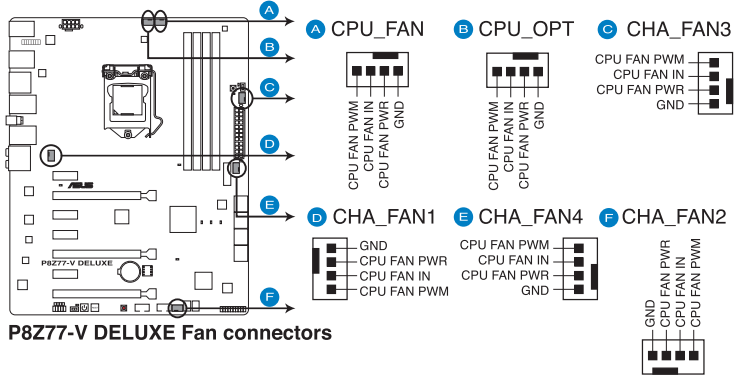 A
B
C
D
E
F
/ISUS
P8Z77-V DELUXE
A CPU_FAN
CPU FAN PWM
CPU FAN IN
CPU FAN PWR
GND
B CPU_OPT
CPU FAN PWM
CPU FAN IN
CPU FAN PWR
GND
C CHA_FAN3
CPU FAN PWM
CPU FAN IN
CPU FAN PWR
GND
D CHA_FAN1
GND
CPU FAN PWR
CPU FAN IN
CPU FAN PWM
E CHA_FAN4
CPU FAN PWM
CPU FAN IN
CPU FAN PWR
GND
F CHA_FAN2
GND
CPU FAN PWR
CPU FAN IN
CPU FAN PWM
P8Z77-V DELUXE Fan connectors